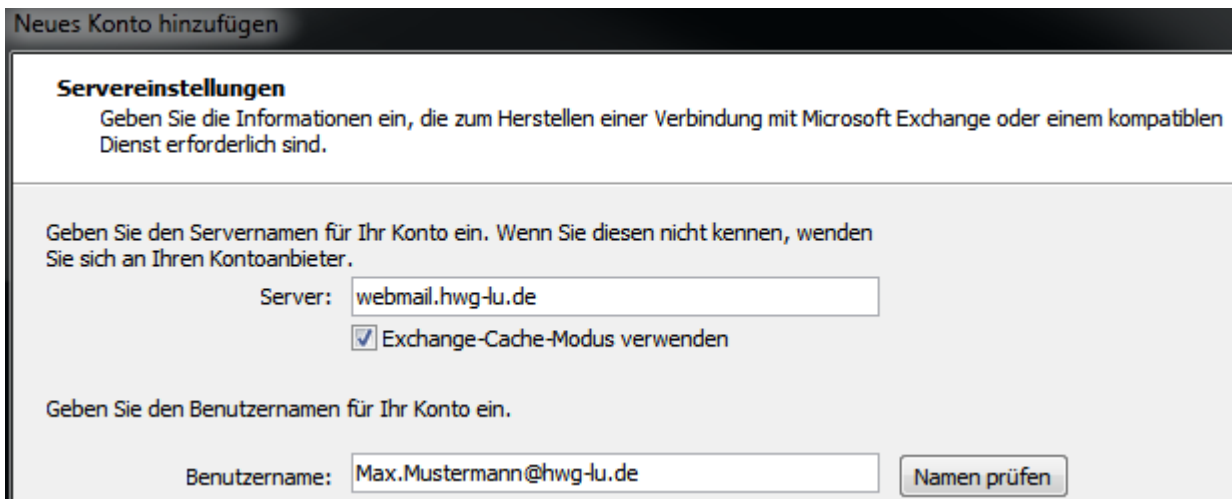 Neues Konto hinzufügen
Servereinstellungen
Geben Sie die Informationen ein, die zum Herstellen einer Verbindung mit Microsoft Exchange oder einem kompatiblen
Dienst erforderlich sind.
Geben Sie den Servernamen für Ihr Konto ein. Wenn Sie diesen nicht kennen, wenden
Sie sich an Ihren Kontoanbieter.
Server: webmail.hwg-lu.de
Exchange-Cache-Modus verwenden
Geben Sie den Benutzernamen für Ihr Konto ein.
Benutzername: Max.Mustermann@hwg-lu.de Namen prüfen